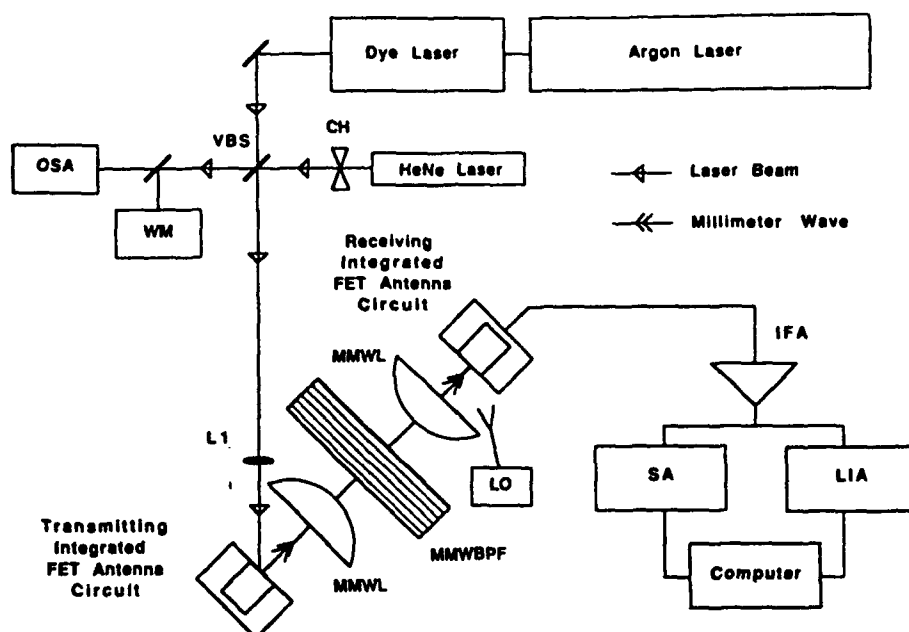 Dye Laser
Argon Laser
VBS
CH
OSA
HeNe Laser
WM
Laser Beam
Millimeter Wave
Receiving
Integrated
FET Antenna
Circuit
MMWL
IFA
L1
LO
SA
LIA
Transmitting
Integrated
FET Antenna
Circuit
MMWL
MMWBPF
Computer